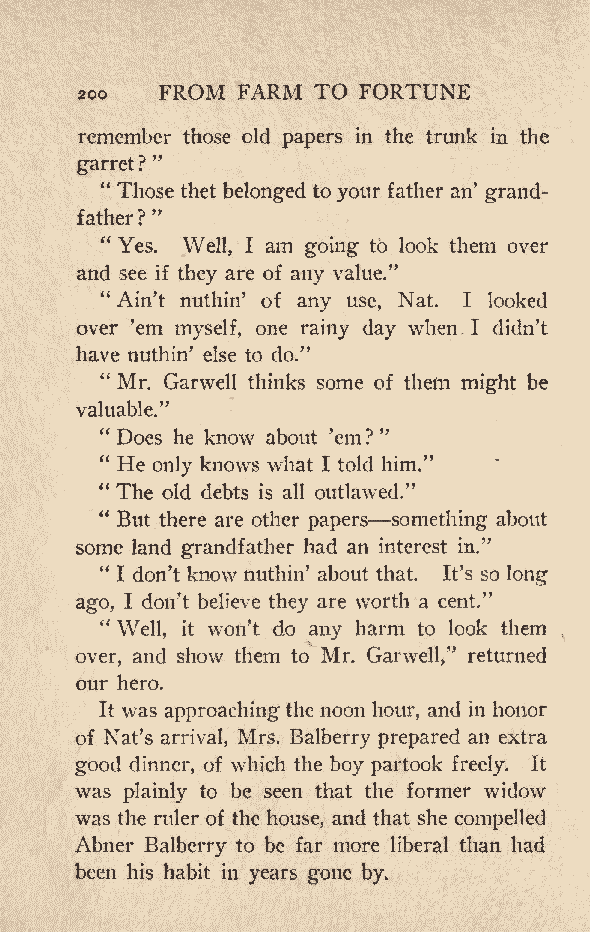 200 FROM FARM TO FORTUNE
remember those old papers in the trunk in the
garret?"
"Those thet belonged to your father an' grand-
father?"
"Yes. Well, I am going to look them over
and see if they are of any value."
"Ain't nuthin' of any use, Nat. I looked
over 'em myself, one rainy day when I didn't
have nuthin' else to do."
"Mr. Garwell thinks some of them might be
valuable."
"Does he know about 'em?"
"He only knows what I told him."
"The old debts is all outlawed."
"But there are other papers—something about
some land grandfather had an interest in."
"I don't know nuthin' about that. It's so long
ago, I don't believe they are worth a cent."
"Well, it won't do any harm to look them
over, and show them to Mr. Garwell," returned
our hero.
It was approaching the noon hour, and in honor
of Nat's arrival, Mrs. Balberry prepared an extra
good dinner, of which the boy partook freely. It
was plainly to be seen that the former widow
was the ruler of the house, and that she compelled
Abner Balberry to be far more liberal than had
been his habit in years gone by.